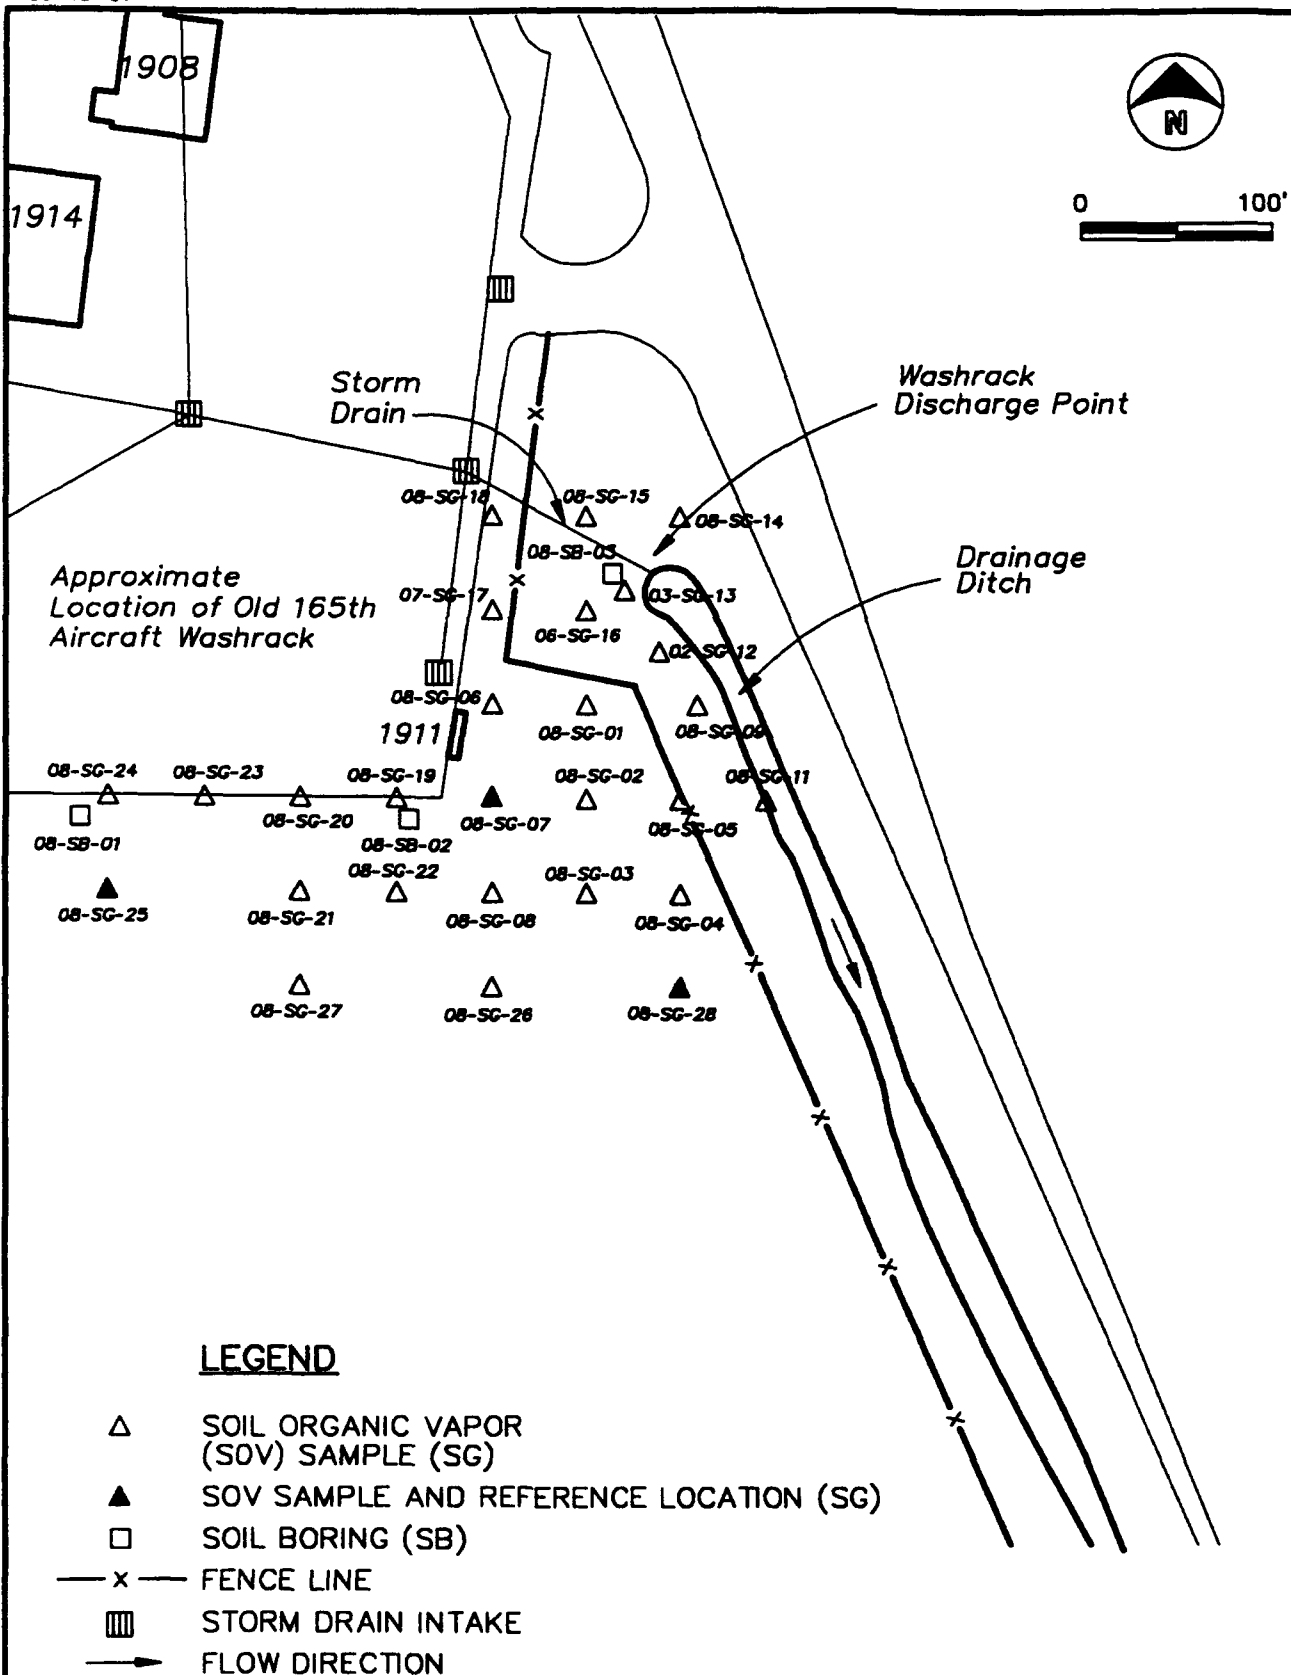 1908
N
1914
0 100'
Storm
Drain
Washrack
Discharge Point
08-SG-18
08-SG-15
08-SG-14
08-SB-03
Drainage
Ditch
Approximate
Location of Old 165th
Aircraft Washrack
07-SG-17
03-SG-13
06-SG-16
02-SG-12
08-SG-06
1911
08-SG-01
08-SG-09
08-SG-24
08-SG-23
08-SG-19
08-SG-02
08-SG-11
08-SG-20
08-SG-07
08-SG-05
08-SB-01
08-SB-02
08-SG-22
08-SG-03
08-SG-25
08-SG-21
08-SG-08
08-SG-04
08-SG-27
08-SG-26
08-SG-28
LEGEND
SOIL ORGANIC VAPOR
(SOV) SAMPLE (SG)
SOV SAMPLE AND REFERENCE LOCATION (SG)
SOIL BORING (SB)
x FENCE LINE
STORM DRAIN INTAKE
FLOW DIRECTION